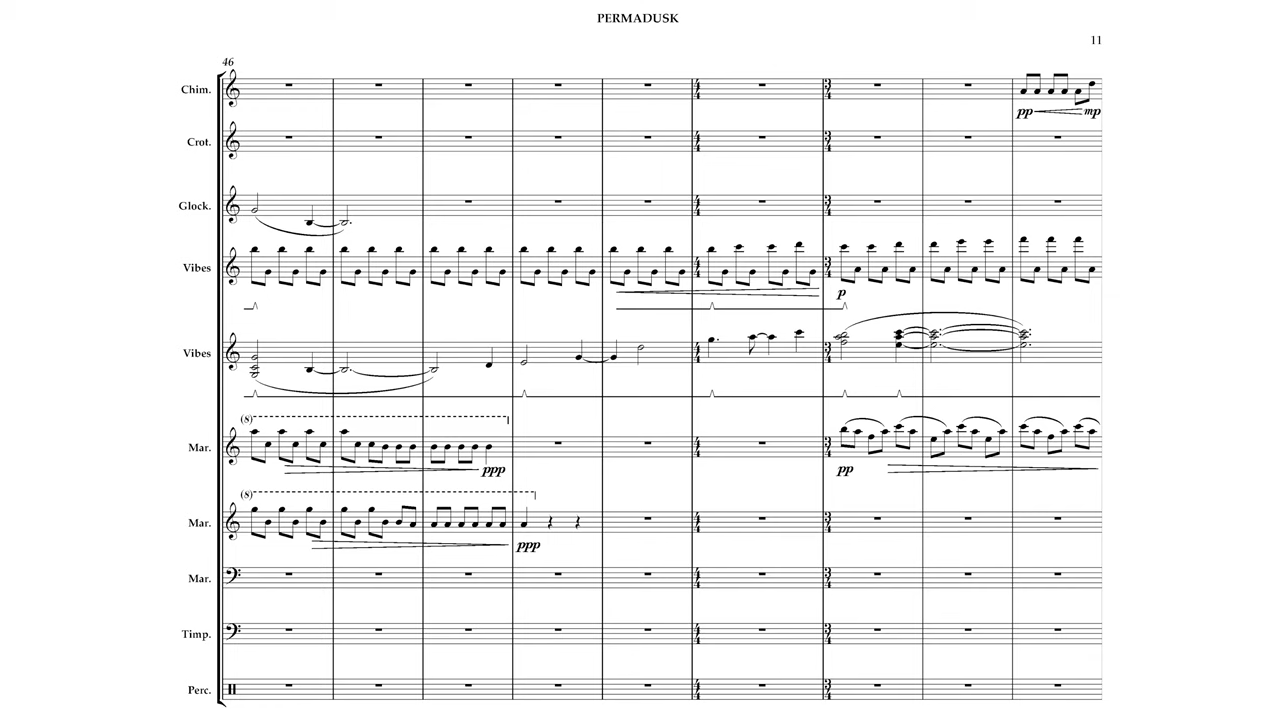 PERMADUSK
11
46
Chim.
pp mp
Crot.
Glock.
Vibes
p
Vibes
(8)
Mar.
ppp pp
(8)
Mar.
ppp
Mar.
Timp.
Perc.